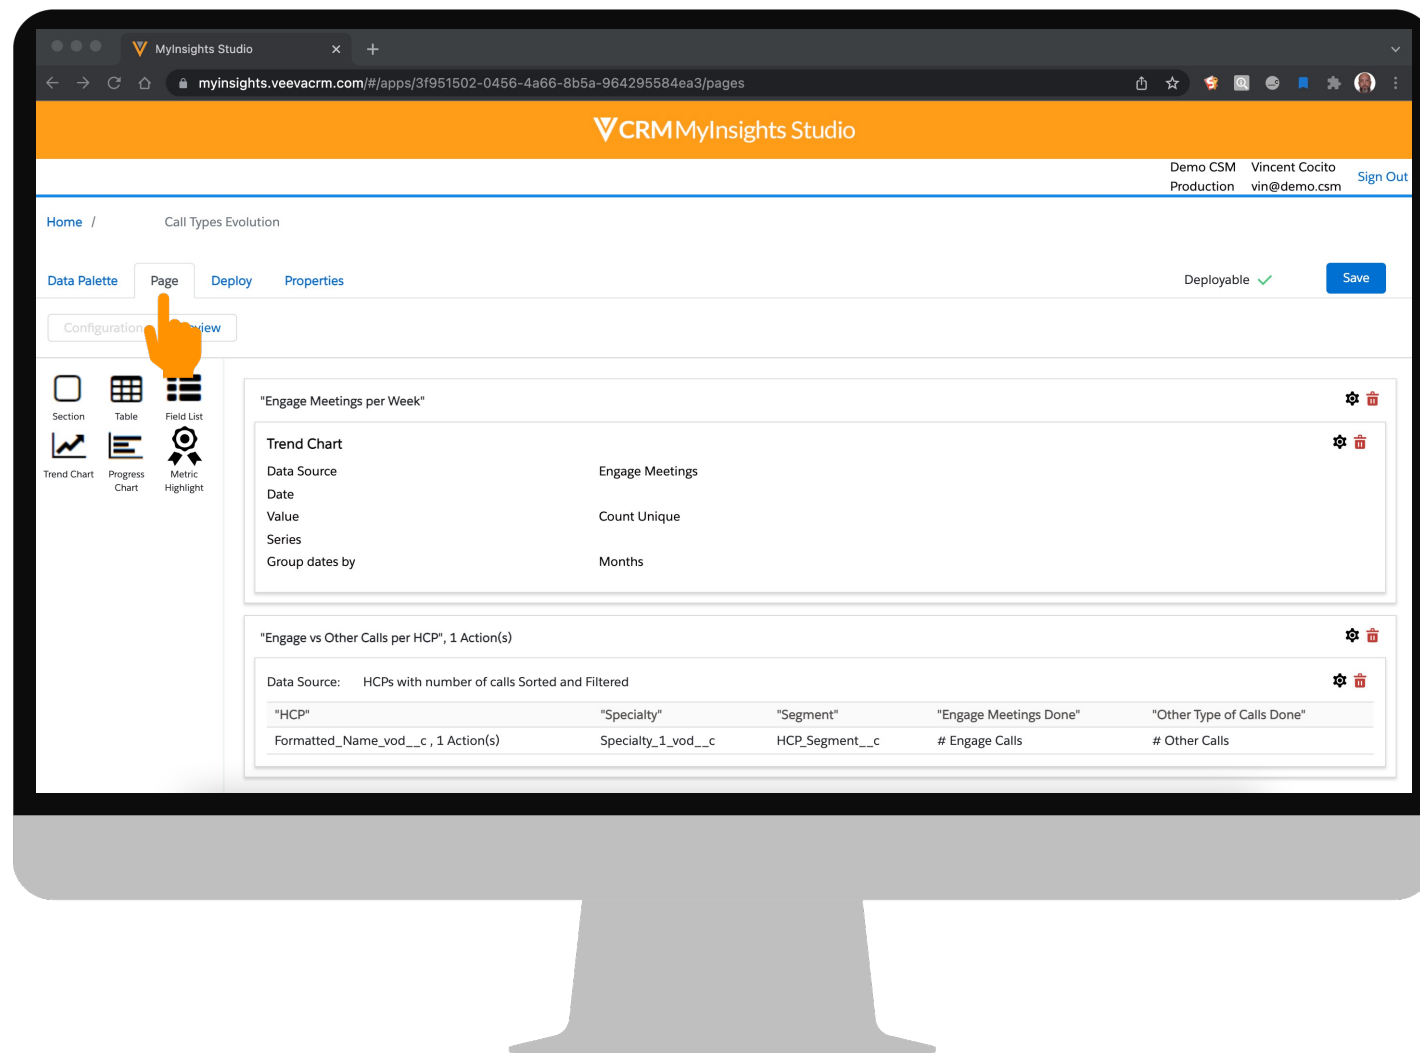 MyInsights Studio
myinsights.veevacrm.com/#/apps/3f951502-0456-4a66-8b5a-964295584ea3/pages
CRM MyInsights Studio
Demo CSM Vincent Cocito
Production vin@demo.csm
Sign Out
Home / Call Types Evolution
Data Palette Page Deploy Properties
Deployable Save
Configuration
Section Table Field List
Trend Chart Progress Chart Metric Highlight
"Engage Meetings per Week"
Trend Chart
Data Source Engage Meetings
Date
Value Count Unique
Series
Group dates by Months
"Engage vs Other Calls per HCP", 1 Action(s)
Data Source: HCPs with number of calls Sorted and Filtered
"HCP" "Specialty" "Segment" "Engage Meetings Done" "Other Type of Calls Done"
Formatted_Name_vod__c , 1 Action(s) Specialty_1_vod__c HCP_Segment__c # Engage Calls # Other Calls